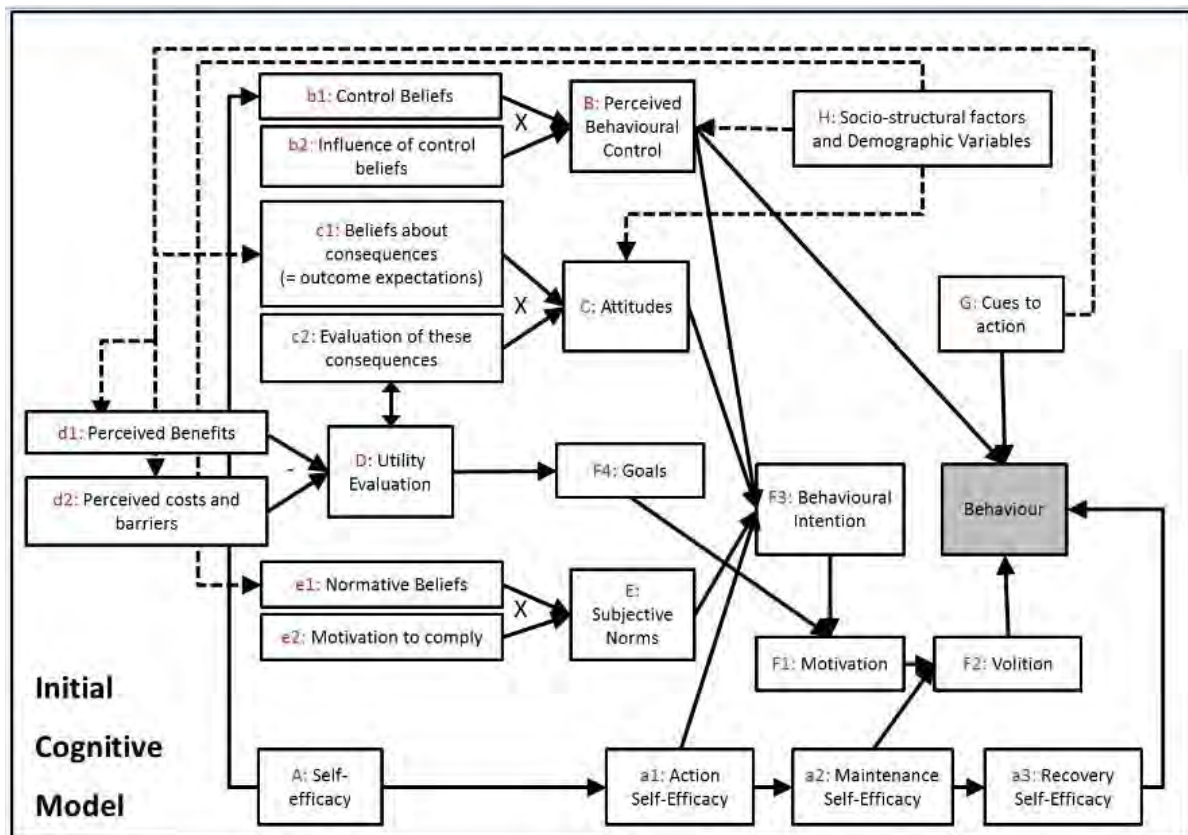 b1: Control Beliefs
X
b2: Influence of control
beliefs
B: Perceived
Behavioural
Control
H: Socio-structural factors
and Demographic Variables
c1: Beliefs about
consequences
(= outcome expectations)
X
c2: Evaluation of these
consequences
C: Attitudes
G: Cues to
action
d1: Perceived Benefits
d2: Perceived costs and
barriers
D: Utility
Evaluation
F4: Goals
F3: Behavioural
Intention
Behaviour
e1: Normative Beliefs
X
e2: Motivation to comply
E:
Subjective
Norms
F1: Motivation
F2: Volition
Initial
Cognitive
Model
A: Self-
efficacy
a1: Action
Self-Efficacy
a2: Maintenance
Self-Efficacy
a3: Recovery
Self-Efficacy